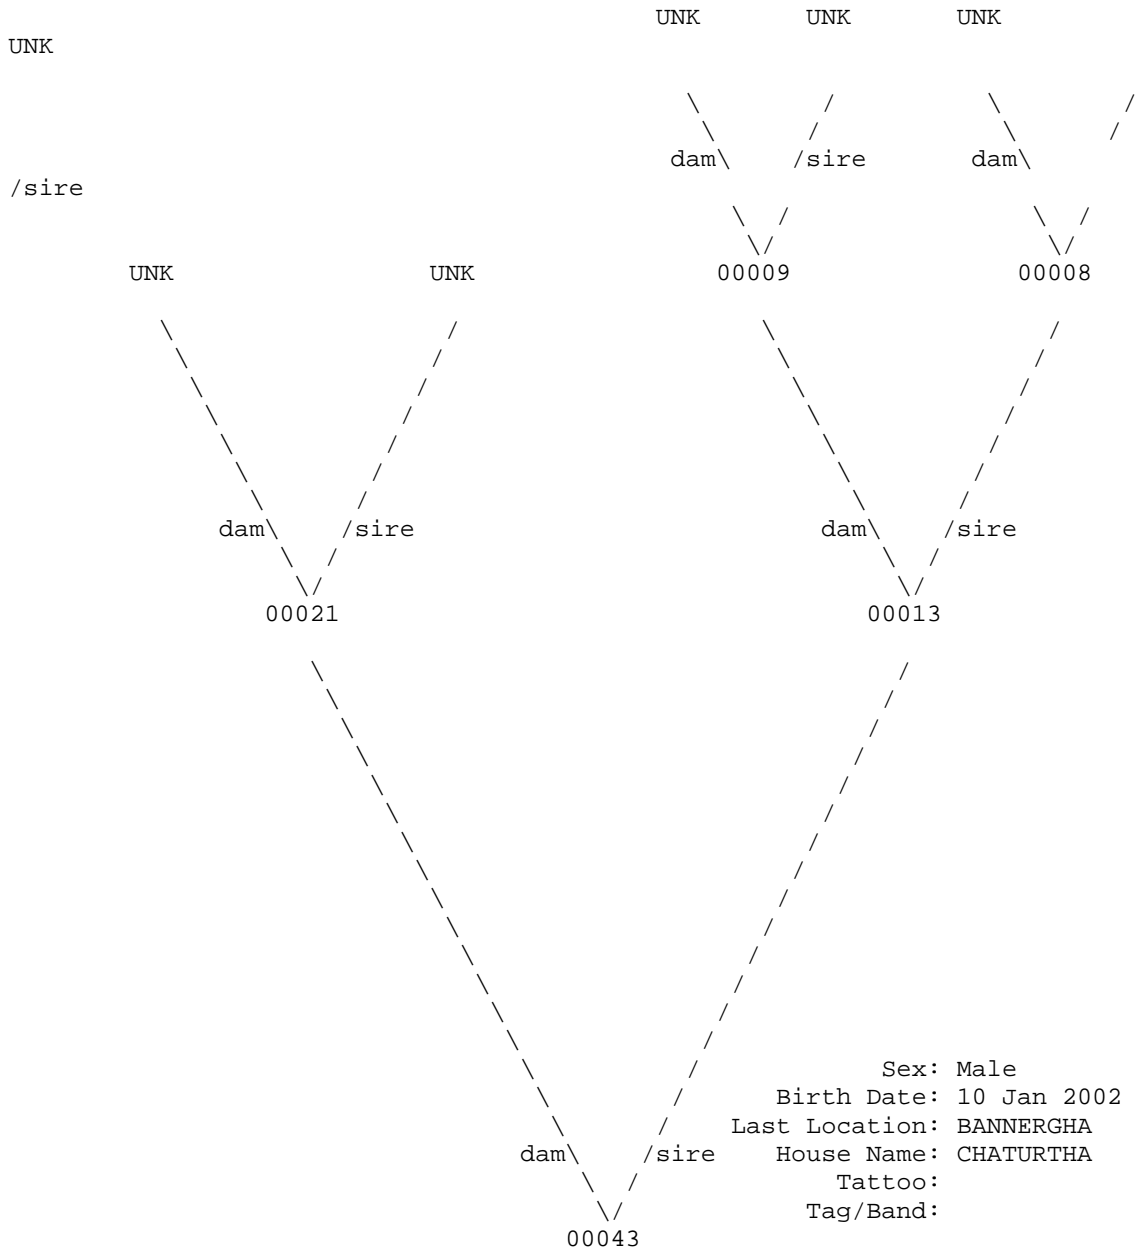 UNK UNK UNK
UNK
dam /sire dam
/sire
UNK UNK 00009 00008
dam /sire dam /sire
00021 00013
Sex: Male
Birth Date: 10 Jan 2002
Last Location: BANNERGHA
dam /sire House Name: CHATURTHA
Tattoo:
Tag/Band:
00043